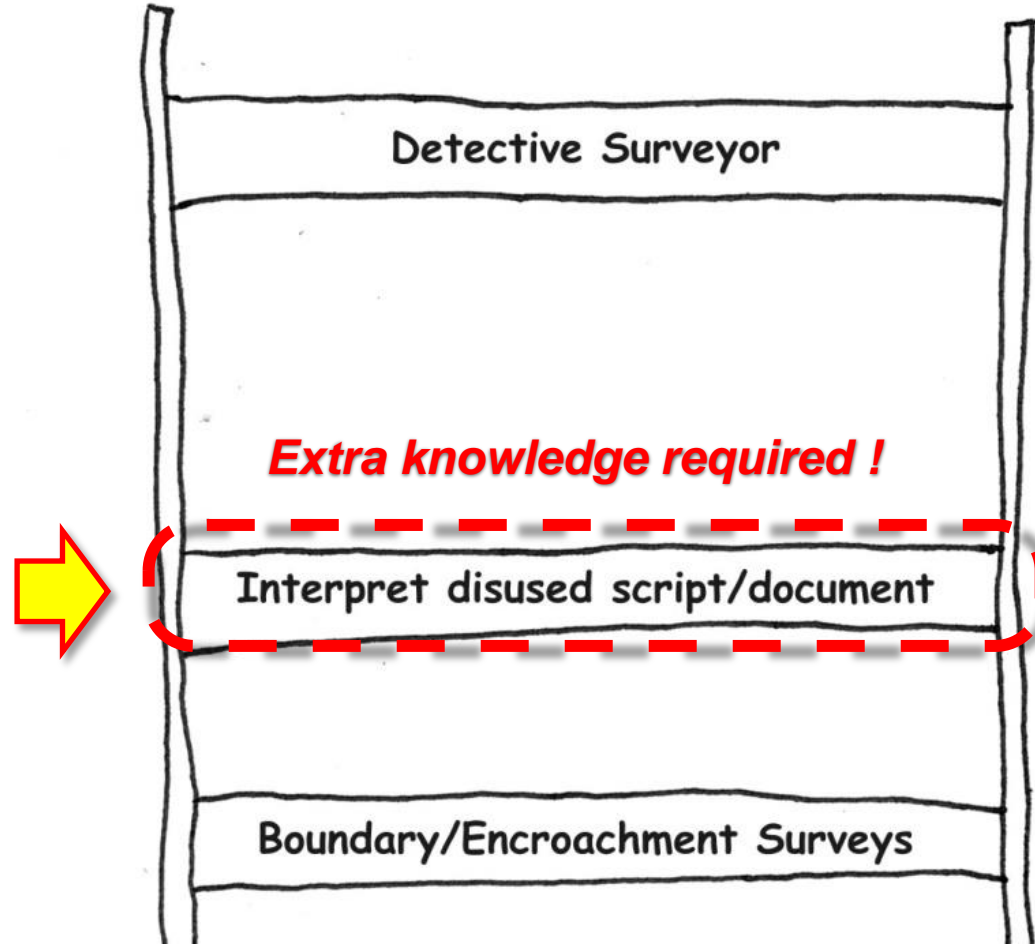 Detective Surveyor
Extra knowledge required !
Interpret disused script/document
Boundary/Encroachment Surveys